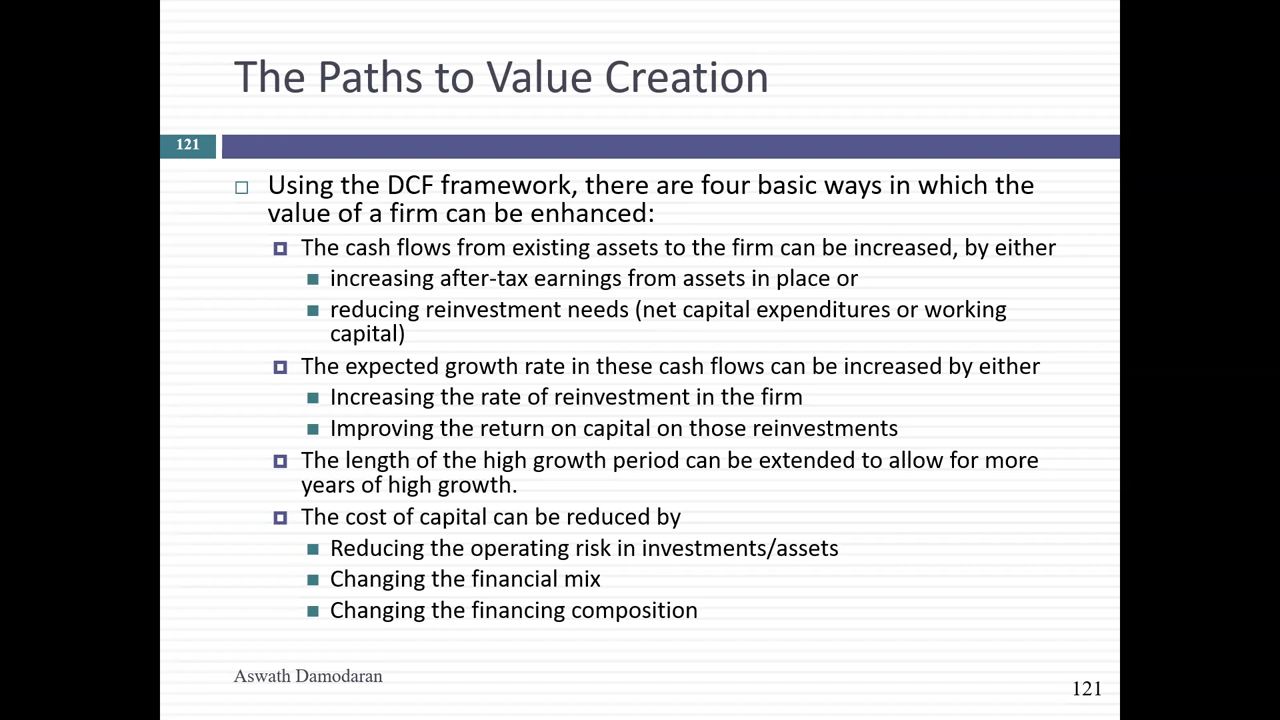 The Paths to Value Creation
121
Using the DCF framework, there are four basic ways in which the
value of a firm can be enhanced:
The cash flows from existing assets to the firm can be increased, by either
increasing after-tax earnings from assets in place or
reducing reinvestment needs (net capital expenditures or working
capital)
The expected growth rate in these cash flows can be increased by either
Increasing the rate of reinvestment in the firm
Improving the return on capital on those reinvestments
The length of the high growth period can be extended to allow for more
years of high growth.
The cost of capital can be reduced by
Reducing the operating risk in investments/assets
Changing the financial mix
Changing the financing composition
Aswath Damodaran
121